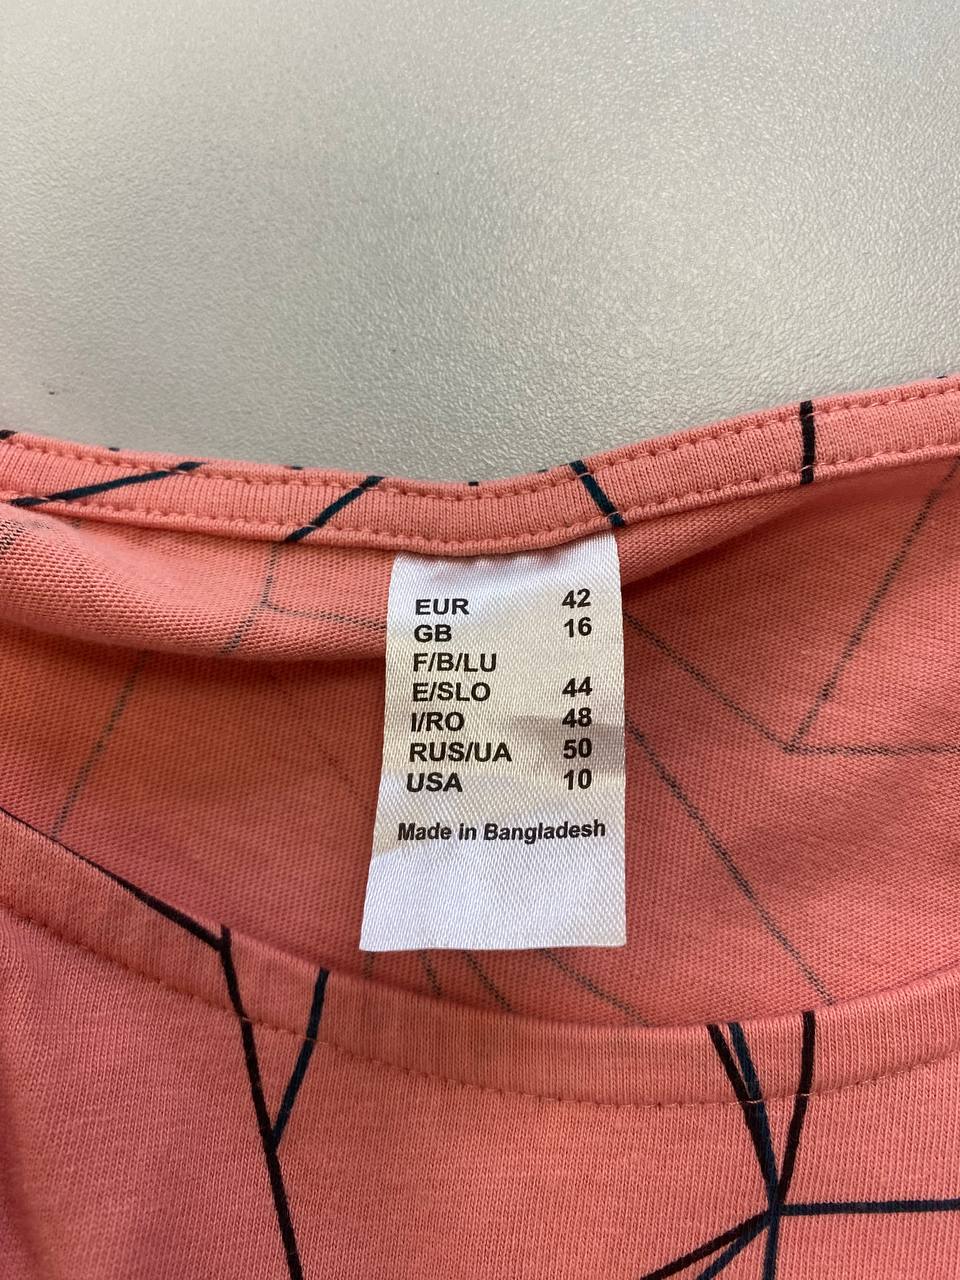 EUR 42
GB 16
F/B/LU
E/SLO 44
I/RO 48
RUS/UA 50
USA 10
Made in Bangladesh